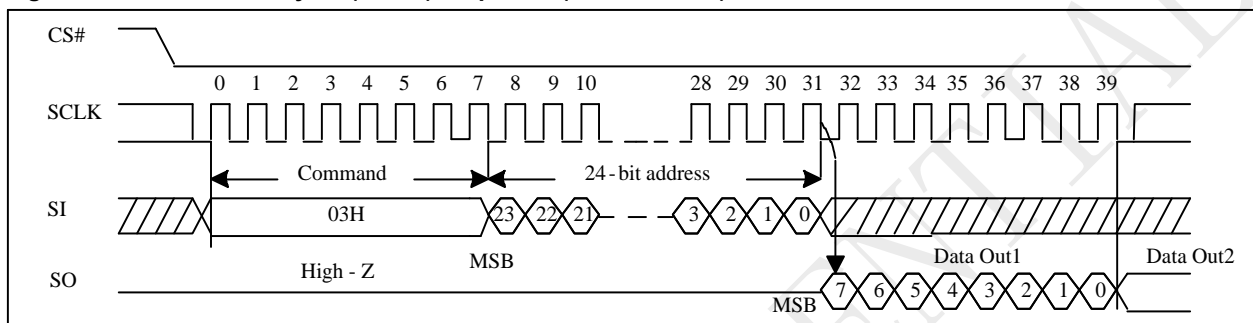 CS#
0 1 2 3 4 5 6 7 8 9 10 28 29 30 31 32 33 34 35 36 37 38 39
SCLK
Command 24-bit address
SI 03H 23 22 21 3 2 1 0
High - Z MSB Data Out1 Data Out2
SO MSB 7 6 5 4 3 2 1 0